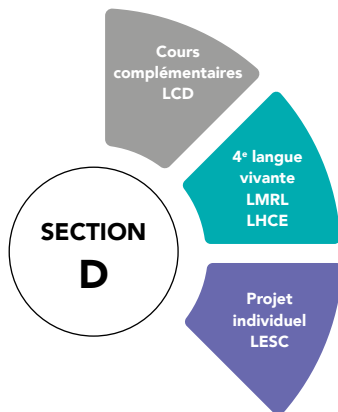 Cours
complémentaires
LCD
4e langue
vivante
LMRL
LHCE
SECTION
D
Projet
individuel
LESC